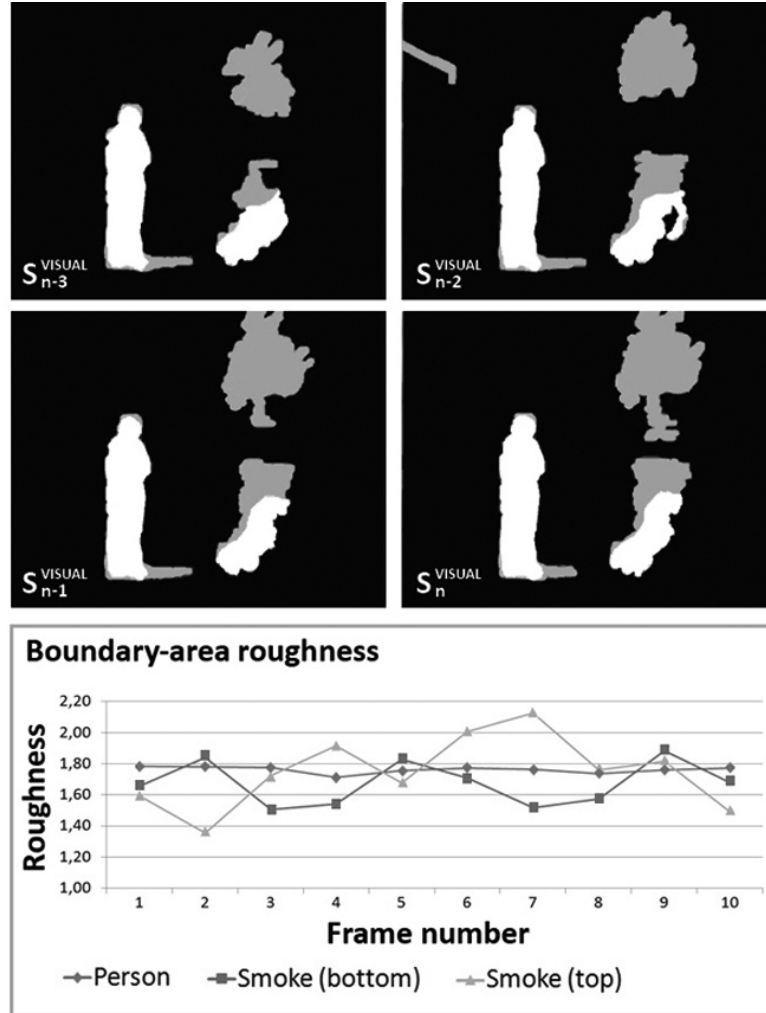 S VISUAL n-3
S VISUAL n-2
S VISUAL n-1
S VISUAL n
Boundary-area roughness
Roughness
2,20
2,00
1,80
1,60
1,40
1,20
1,00
1 2 3 4 5 6 7 8 9 10
Frame number
Person Smoke (bottom) Smoke (top)